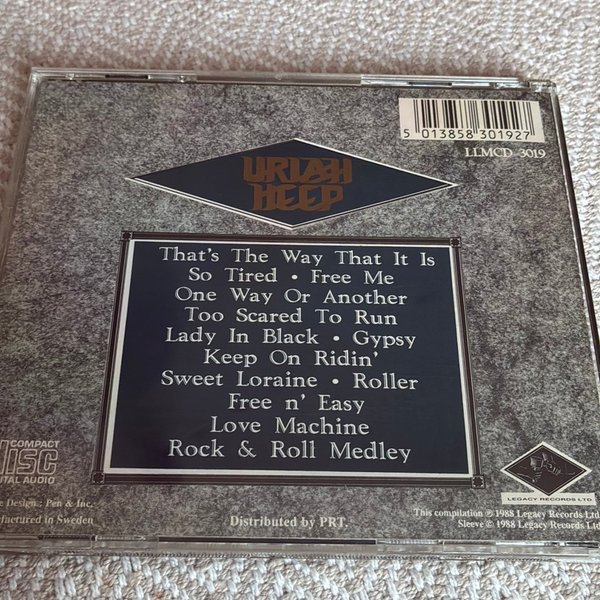 5 013858 301927
LLMCD 3019
URIAH
HEEP
That's The Way That It Is
So Tired • Free Me
One Way Or Another
Too Scared To Run
Lady In Black • Gypsy
Keep On Ridin'
Sweet Loraine • Roller
Free n' Easy
Love Machine
Rock & Roll Medley
COMPACT
disc
DIGITAL AUDIO
LEGACY RECORDS LTD
Design.: Pen & Inc.
Distributed by PRT.
This compilation ℗ 1988 Legacy Records Ltd
Sleeve © 1988 Legacy Records Ltd
in Sweden